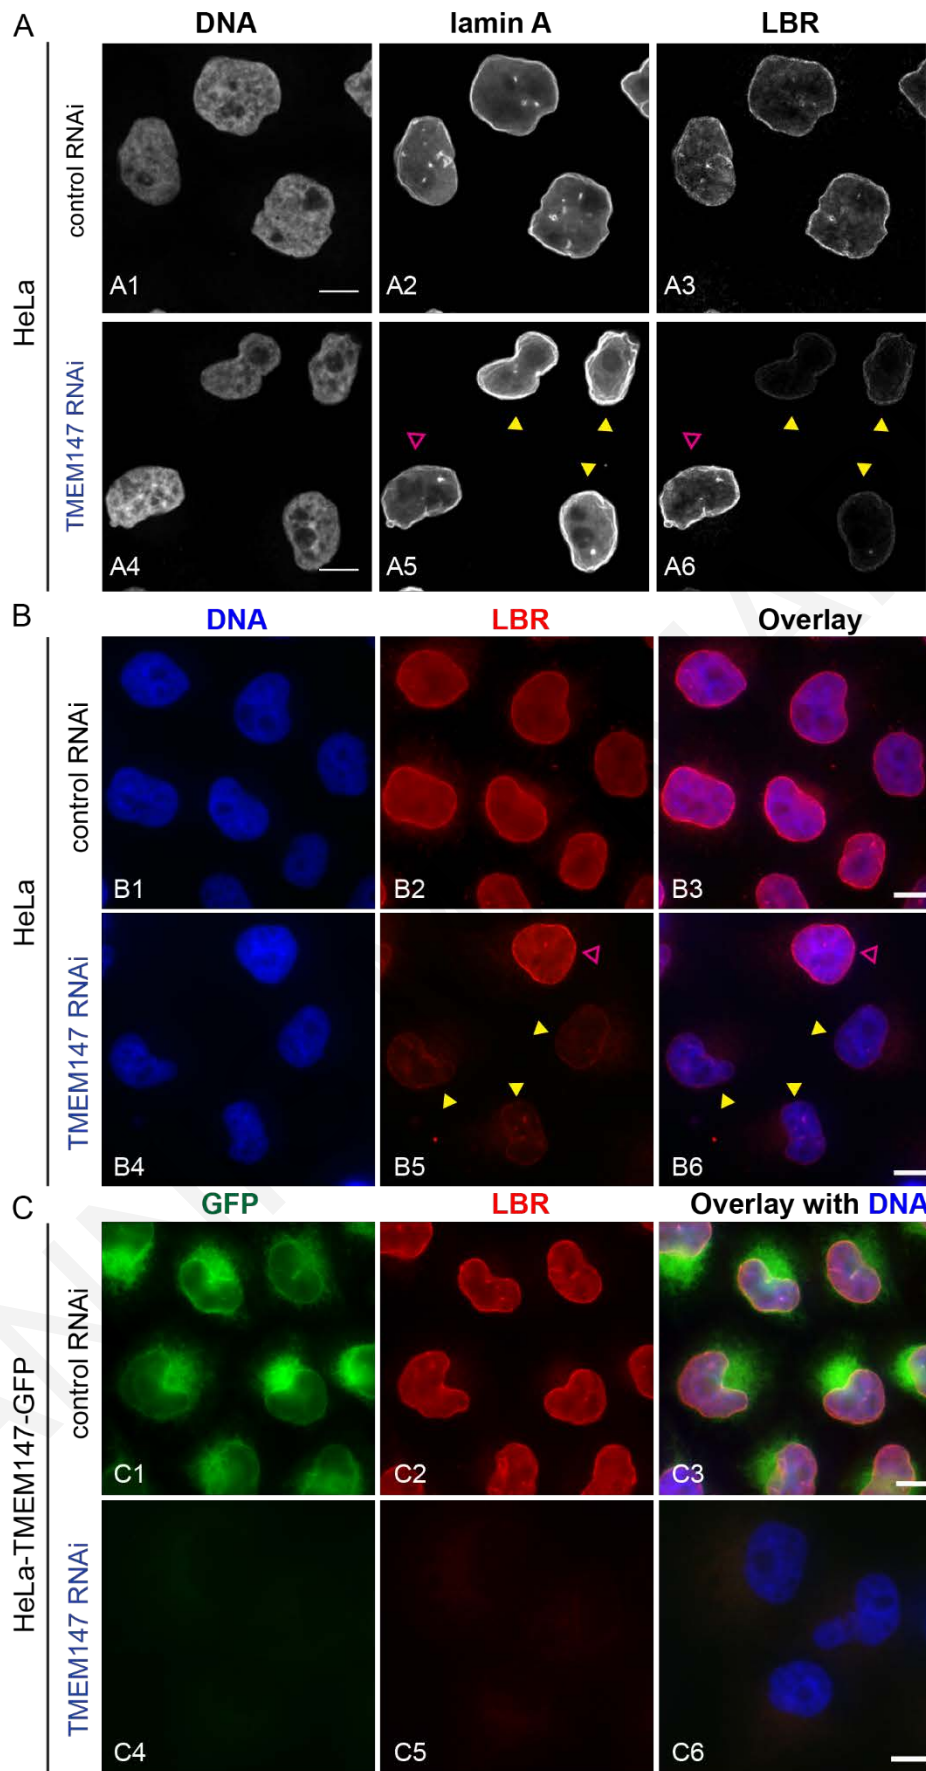 A
DNA
lamin A
LBR
HeLa
control RNAi
A1
A2
A3
TMEM147 RNAi
A4
A5
A6
B
DNA
LBR
Overlay
HeLa
control RNAi
B1
B2
B3
TMEM147 RNAi
B4
B5
B6
C
GFP
LBR
Overlay with DNA
HeLa-TMEM147-GFP
control RNAi
C1
C2
C3
TMEM147 RNAi
C4
C5
C6